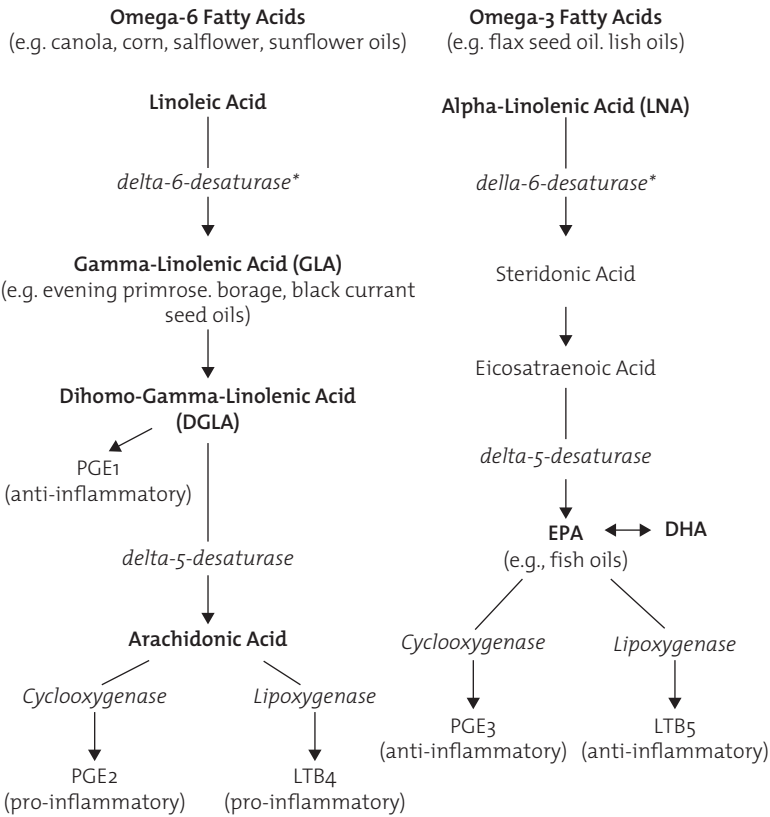 Omega-6 Fatty Acids
(e.g. canola, corn, salflower, sunflower oils)
Linoleic Acid
delta-6-desaturase*
Gamma-Linolenic Acid (GLA)
(e.g. evening primrose. borage, black currant
seed oils)
Dihomo-Gamma-Linolenic Acid
(DGLA)
PGE1
(anti-inflammatory)
delta-5-desaturase
Arachidonic Acid
Cyclooxygenase
Lipoxygenase
PGE2
(pro-inflammatory)
LTB4
(pro-inflammatory)
Omega-3 Fatty Acids
(e.g. flax seed oil. lish oils)
Alpha-Linolenic Acid (LNA)
della-6-desaturase*
Steridonic Acid
Eicosatraenoic Acid
delta-5-desaturase
EPA
DHA
(e.g., fish oils)
Cyclooxygenase
Lipoxygenase
PGE3
(anti-inflammatory)
LTB5
(anti-inflammatory)